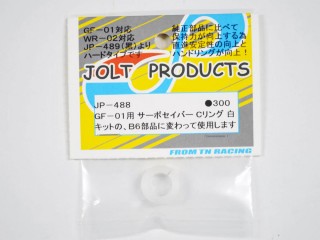 GF-01対応
WR-02対応
JP-489(黒)より
ハードタイプです
純正部品に比べて
保持力が向上する為
直進安定性の向上と
ハンドリングが向上!
JOLT PRODUCTS
JP-488 ●300
GF-01用 サーボセイバー Cリング 白
キットの、B6部品に変わって使用します
FROM TN RACING